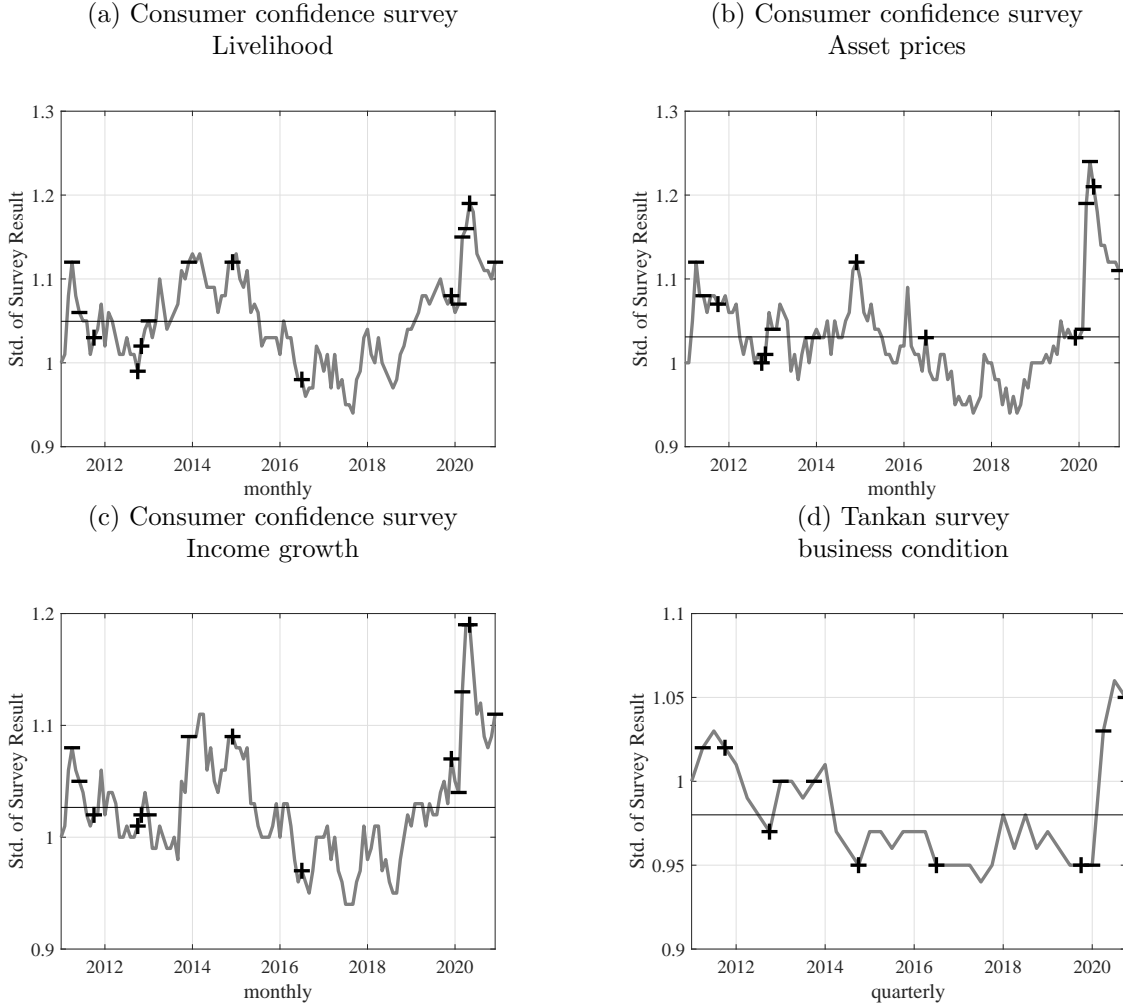 (a) Consumer confidence survey
Livelihood
1.3
1.2
1.1
1
0.9
Std. of Survey Result
2012 2014 2016 2018 2020
monthly
(b) Consumer confidence survey
Asset prices
1.3
1.2
1.1
1
0.9
Std. of Survey Result
2012 2014 2016 2018 2020
monthly
(c) Consumer confidence survey
Income growth
1.2
1.1
1
0.9
Std. of Survey Result
2012 2014 2016 2018 2020
monthly
(d) Tankan survey
business condition
1.1
1.05
1
0.95
0.9
Std. of Survey Result
2012 2014 2016 2018 2020
quarterly